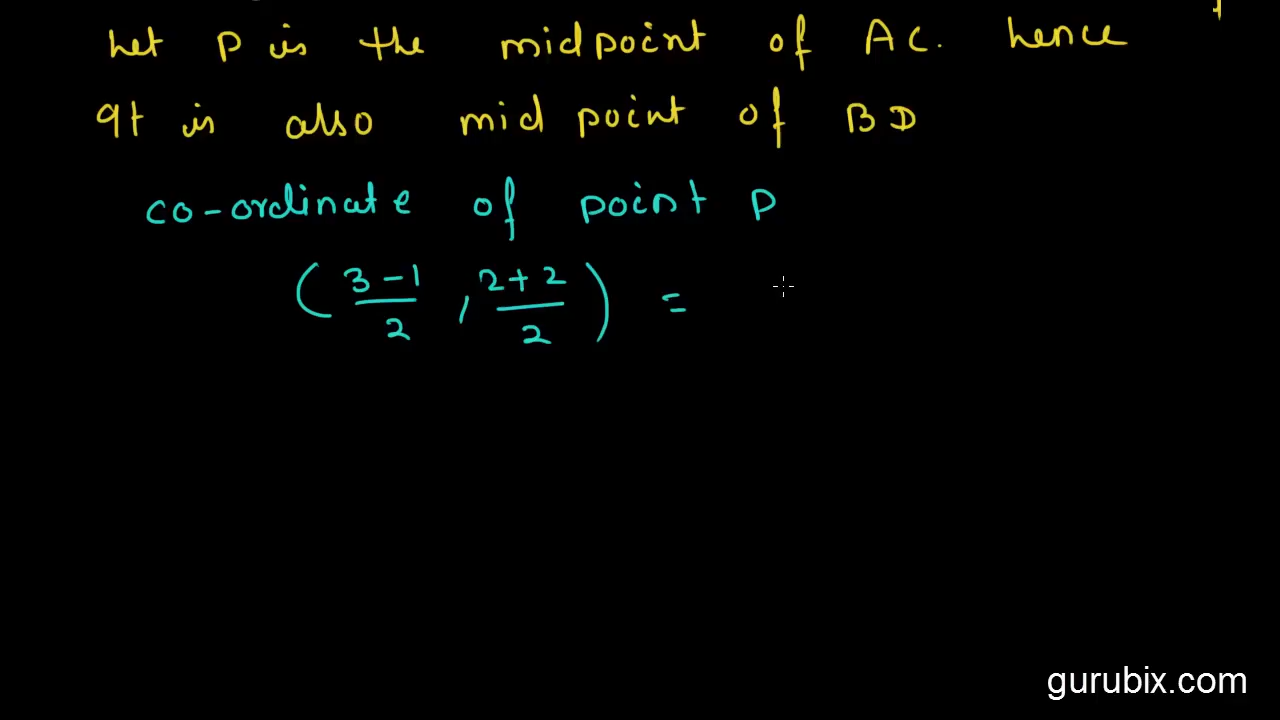 Let P is the midpoint of AC. hence
It is also mid point of BD
co-ordinate of point P
( 3-1/2 , 2+2/2 ) =
gurubix.com